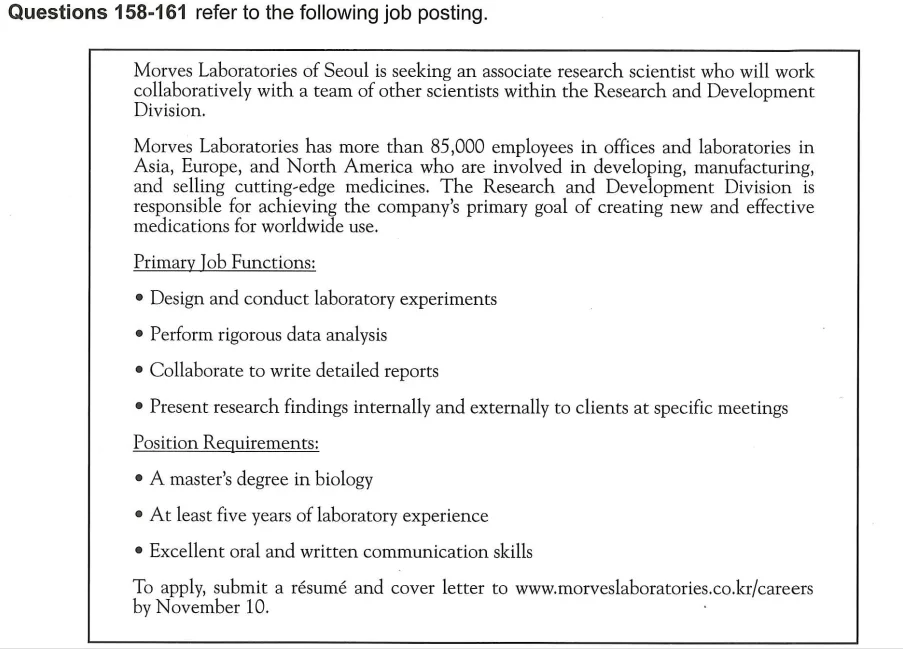 Questions 158-161 refer to the following job posting.
Morves Laboratories of Seoul is seeking an associate research scientist who will work
collaboratively with a team of other scientists within the Research and Development
Division.
Morves Laboratories has more than 85,000 employees in offices and laboratories in
Asia, Europe, and North America who are involved in developing, manufacturing,
and selling cutting-edge medicines. The Research and Development Division is
responsible for achieving the company's primary goal of creating new and effective
medications for worldwide use.
Primary Job Functions:
• Design and conduct laboratory experiments
• Perform rigorous data analysis
• Collaborate to write detailed reports
• Present research findings internally and externally to clients at specific meetings
Position Requirements:
• A master's degree in biology
• At least five years of laboratory experience
• Excellent oral and written communication skills
To apply, submit a résumé and cover letter to www.morveslaboratories.co.kr/careers
by November 10.